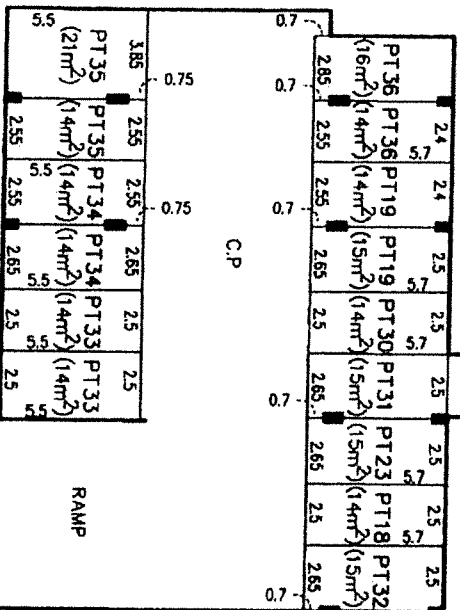 5.5
PT35
(21m²)
3.85
0.75
PT35
(14m²)
2.55
2.55
5.5
PT34
(14m²)
2.55
2.55
0.75
PT34
(14m²)
2.65
2.65
5.5
PT33
(14m²)
2.5
2.5
5.5
PT33
(14m²)
2.5
2.5
5.5
C.P
RAMP
0.7
PT36
(16m²)
2.85
0.7
2.4
PT36
(14m²)
2.55
5.7
2.4
PT19
(14m²)
2.55
0.7
2.5
PT19
(15m²)
2.65
5.7
2.5
PT30
(14m²)
2.5
5.7
2.5
PT31
(15m²)
2.65
0.7
2.5
PT23
(15m²)
2.65
5.7
2.5
PT18
(14m²)
2.5
5.7
PT32
(15m²)
2.65
0.7